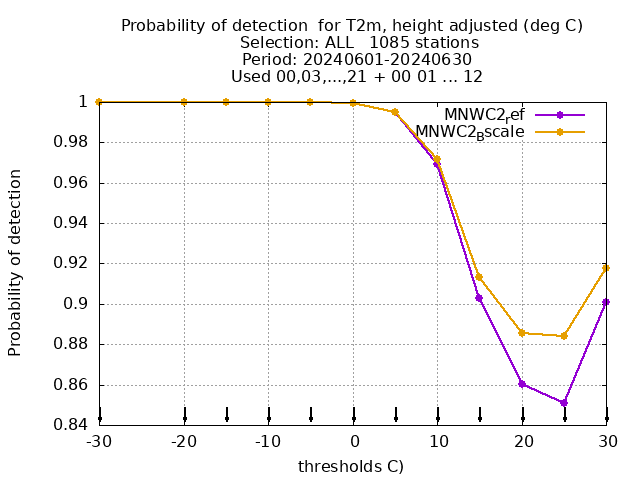 Probability of detection  for T2m, height adjusted (deg C)
Selection: ALL   1085 stations
Period: 20240601-20240630
Used 00,03,...,21 + 00 01 ... 12
MNWC2ref
MNWC2Bscale
Probability of detection
1
0.98
0.96
0.94
0.92
0.9
0.88
0.86
0.84
-30
-20
-10
0
10
20
30
thresholds C)